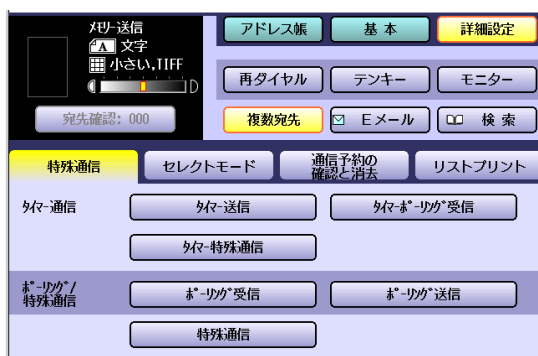 ﾒﾓﾘｰ送信
A 文字
小さい,TIFF
D
宛先確認: 000
アドレス帳
基 本
詳細設定
再ダイヤル
テンキー
モニター
複数宛先
Eメール
検 索
特殊通信
セレクトモード
通信予約の
確認と消去
リストプリント
ﾀｲﾏｰ通信
ﾀｲﾏｰ送信
ﾀｲﾏｰﾎﾟｰﾘﾝｸﾞ受信
ﾀｲﾏｰ特殊通信
ﾎﾟｰﾘﾝｸﾞ/
特殊通信
ﾎﾟｰﾘﾝｸﾞ受信
ﾎﾟｰﾘﾝｸﾞ送信
特殊通信